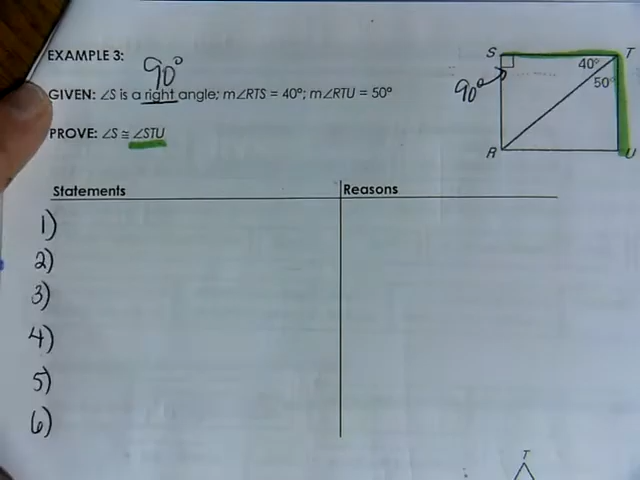 EXAMPLE 3:
90°
GIVEN: ∠S is a right angle; m∠RTS = 40°; m∠RTU = 50°
PROVE: ∠S ≅ ∠STU
S
T
40°
50°
90°
R
U
Statements
Reasons
1)
2)
3)
4)
5)
6)
T